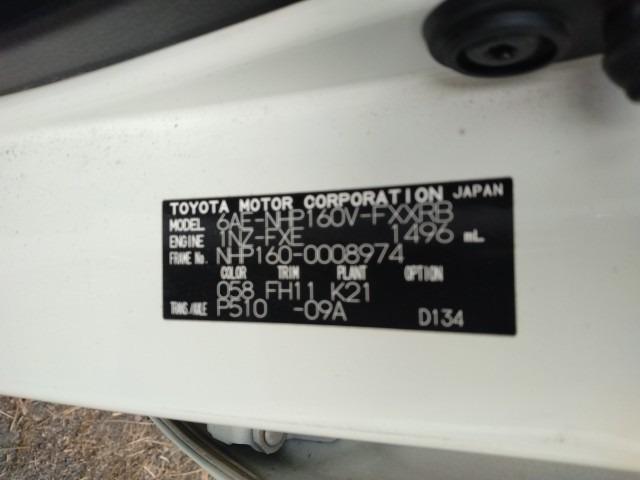 TOYOTA MOTOR CORPORATION JAPAN
MODEL 6AE-NHP160V-FXXRB
ENGINE 1NZ-FXE 1496 mL
FRAME No. NHP160-0008974
COLOR TRIM PLANT OPTION
058 FH11 K21
TRANS/AXLE P510 -09A D134